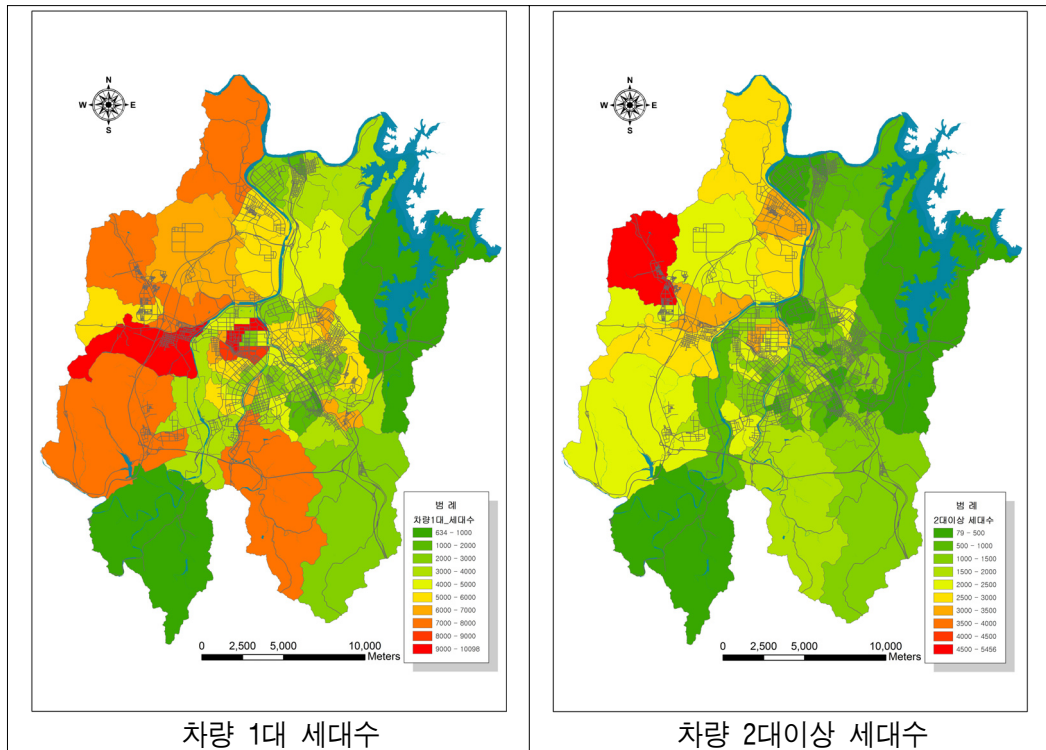 N
W E
S
범 례
차량1대_세대수
634 - 1000
1000 - 2000
2000 - 3000
3000 - 4000
4000 - 5000
5000 - 6000
6000 - 7000
7000 - 8000
8000 - 9000
9000 - 10098
0 2,500 5,000 10,000
Meters
차량 1대 세대수
N
W E
S
범 례
2대이상 세대수
79 - 500
500 - 1000
1000 - 1500
1500 - 2000
2000 - 2500
2500 - 3000
3000 - 3500
3500 - 4000
4000 - 4500
4500 - 5456
0 2,500 5,000 10,000
Meters
차량 2대이상 세대수